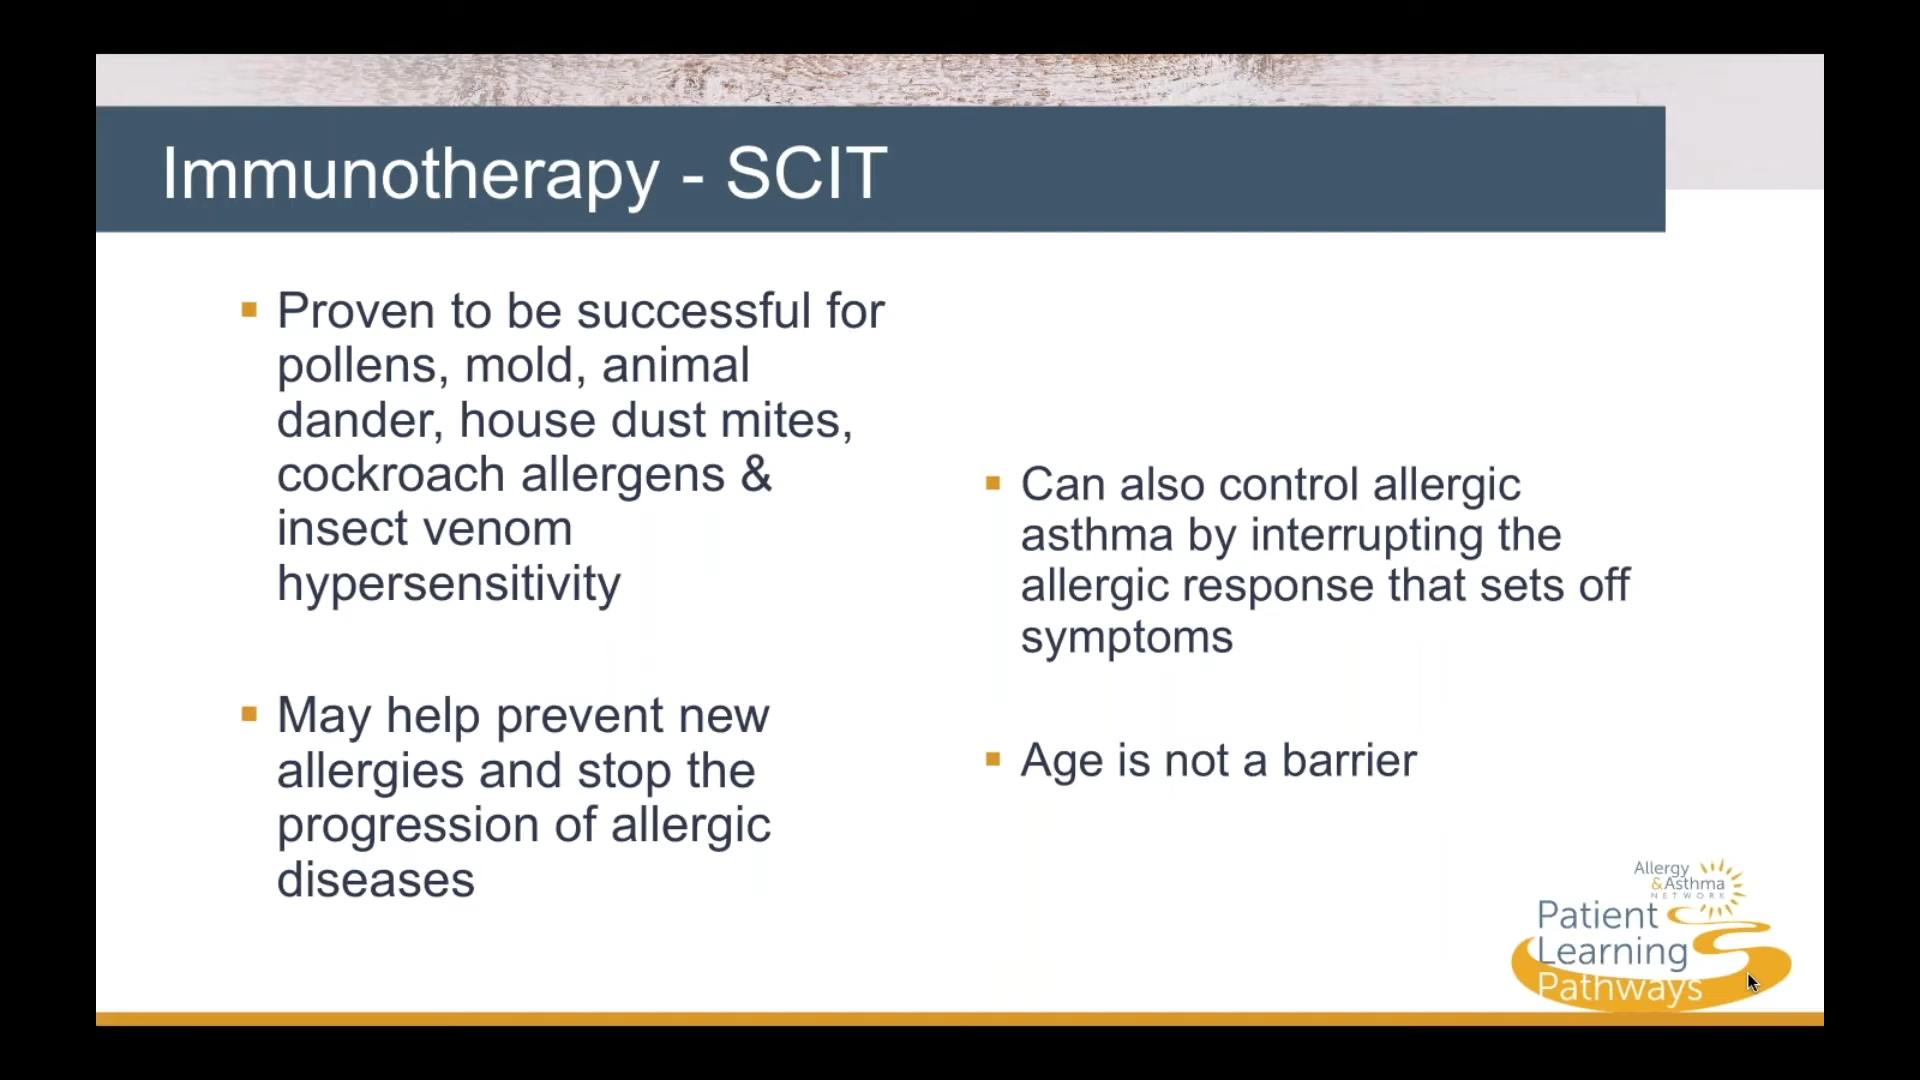 Immunotherapy - SCIT
Proven to be successful for
pollens, mold, animal
dander, house dust mites,
cockroach allergens &
insect venom
hypersensitivity
May help prevent new
allergies and stop the
progression of allergic
diseases
Can also control allergic
asthma by interrupting the
allergic response that sets off
symptoms
Age is not a barrier
Allergy
&Asthma
NETWORK
Patient
Learning
Pathways